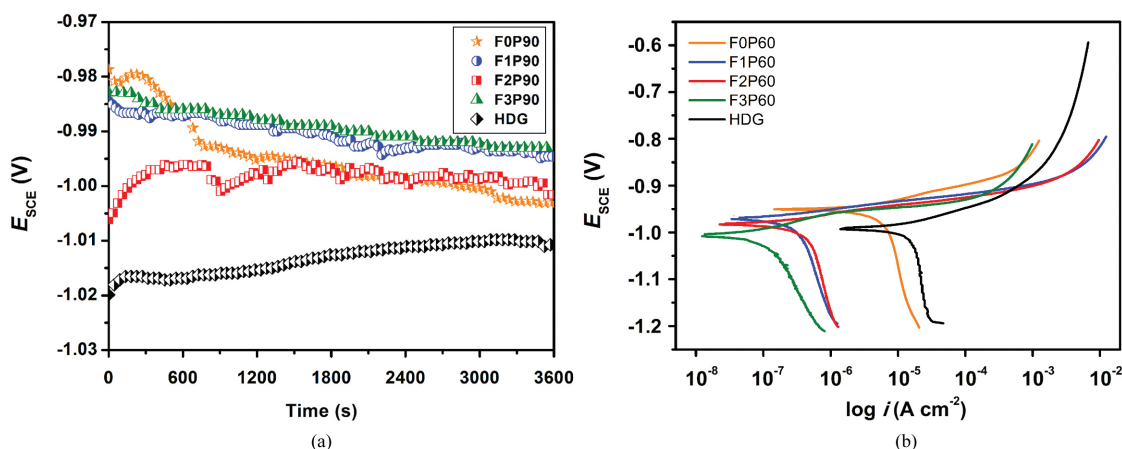 -0.97
-0.98
-0.99
-1.00
-1.01
-1.02
-1.03
E_SCE (V)
F0P90
F1P90
F2P90
F3P90
HDG
0 600 1200 1800 2400 3000 3600
Time (s)
(a)
-0.6
-0.7
-0.8
-0.9
-1.0
-1.1
-1.2
E_SCE (V)
F0P60
F1P60
F2P60
F3P60
HDG
10⁻⁸ 10⁻⁷ 10⁻⁶ 10⁻⁵ 10⁻⁴ 10⁻³ 10⁻²
log i (A cm⁻²)
(b)